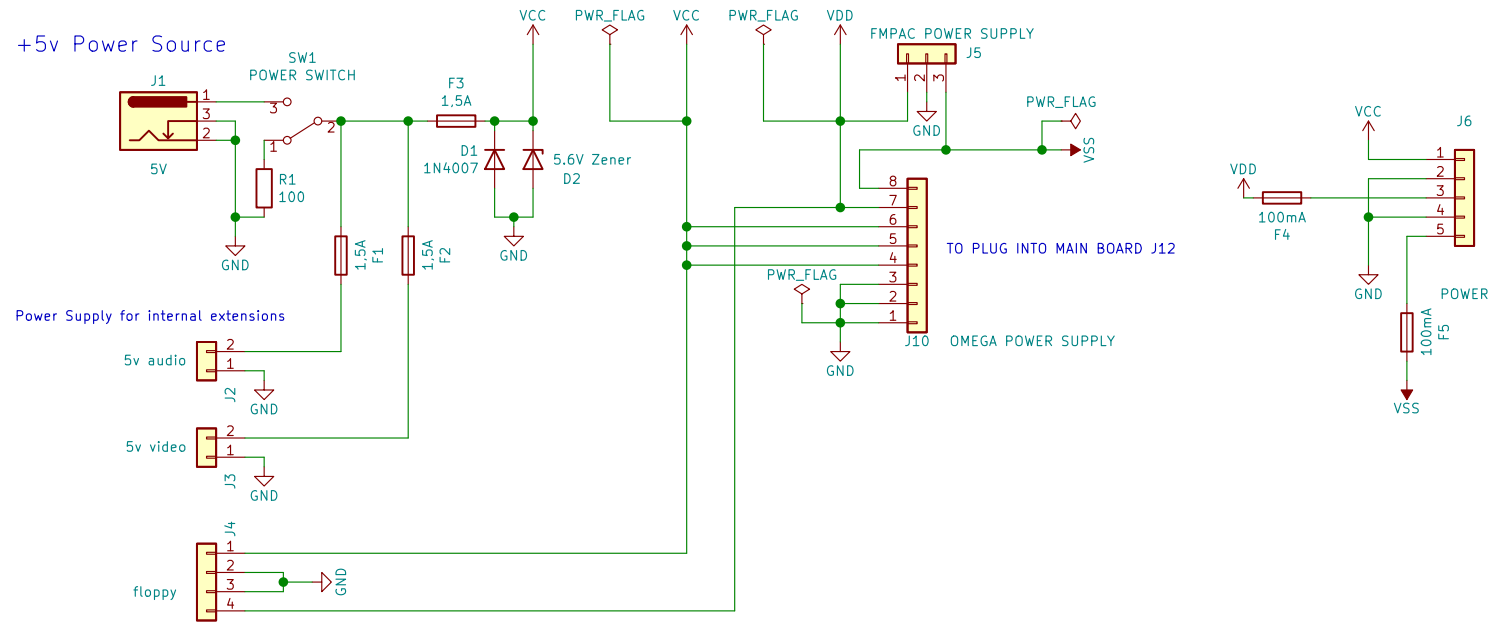 +5v Power Source
J1
1
3
2
5V
SW1
POWER SWITCH
3
1
2
R1
100
GND
F3
1,5A
VCC
D1
1N4007
5.6V Zener
D2
GND
1,5A
F1
1,5A
F2
PWR_FLAG
VCC
PWR_FLAG
VDD
FMPAC POWER SUPPLY
J5
1
2
3
GND
PWR_FLAG
VSS
8
7
6
5
4
3
2
1
J10
TO PLUG INTO MAIN BOARD J12
OMEGA POWER SUPPLY
PWR_FLAG
GND
VCC
J6
1
2
3
4
5
VDD
100mA
F4
GND
POWER
100mA
F5
VSS
Power Supply for internal extensions
5v audio
2
1
J2
GND
5v video
2
1
J3
GND
J4
1
2
3
4
floppy
GND